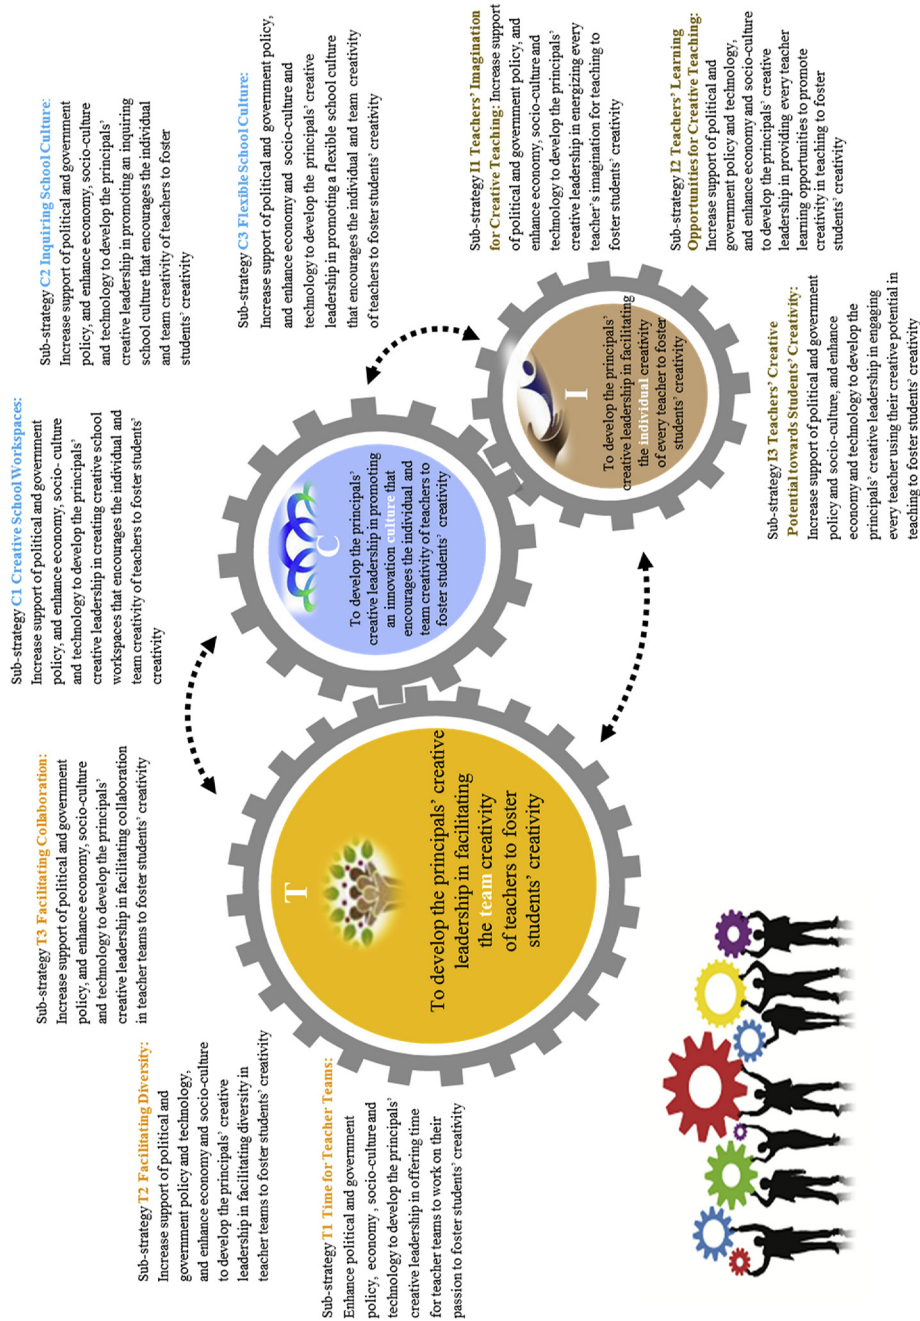 Sub-strategy T1 Time for Teacher Teams:
Enhance political and government
policy, economy , socio-culture and
technology to develop the principals'
creative leadership in offering time
for teacher teams to work on their
passion to foster students' creativity
Sub-strategy T2 Facilitating Diversity:
Increase support of political and
government policy and technology,
and enhance economy and socio-culture
to develop the principals' creative
leadership in facilitating diversity in
teacher teams to foster students' creativity
Sub-strategy T3 Facilitating Collaboration:
Increase support of political and government
policy, and enhance economy, socio-culture
and technology to develop the principals'
creative leadership in facilitating collaboration
in teacher teams to foster students' creativity
Sub-strategy C1 Creative School Workspaces:
Increase support of political and government
policy, and enhance economy, socio- culture
and technology to develop the principals'
creative leadership in creating creative school
workspaces that encourages the individual and
team creativity of teachers to foster students'
creativity
Sub-strategy C2 Inquiring School Culture:
Increase support of political and government
policy, and enhance economy, socio-culture
and technology to develop the principals'
creative leadership in promoting an inquiring
school culture that encourages the individual
and team creativity of teachers to foster
students' creativity
Sub-strategy C3 Flexible School Culture:
Increase support of political and government policy,
and enhance economy and socio-culture and
technology to develop the principals' creative
leadership in promoting a flexible school culture
that encourages the individual and team creativity
of teachers to foster students' creativity
T
To develop the principals' creative
leadership in facilitating
the team creativity
of teachers to foster
students' creativity
C
To develop the principals'
creative leadership in promoting
an innovation culture that
encourages the individual and
team creativity of teachers to
foster students' creativity
I
To develop the principals'
creative leadership in facilitating
the individual creativity
of every teacher to foster
students' creativity
Sub-strategy I1 Teachers' Imagination
for Creative Teaching: Increase support
of political and government policy, and
enhance economy, socio-culture and
technology to develop the principals'
creative leadership in energizing every
teacher's imagination for teaching to
foster students' creativity
Sub-strategy I2 Teachers' Learning
Opportunities for Creative Teaching:
Increase support of political and
government policy and technology,
and enhance economy and socio-culture
to develop the principals' creative
leadership in providing every teacher
learning opportunities to promote
creativity in teaching to foster
students' creativity
Sub-strategy I3 Teachers' Creative
Potential towards Students' Creativity:
Increase support of political and government
policy and socio-culture, and enhance
economy and technology to develop the
principals' creative leadership in engaging
every teacher using their creative potential in
teaching to foster students' creativity